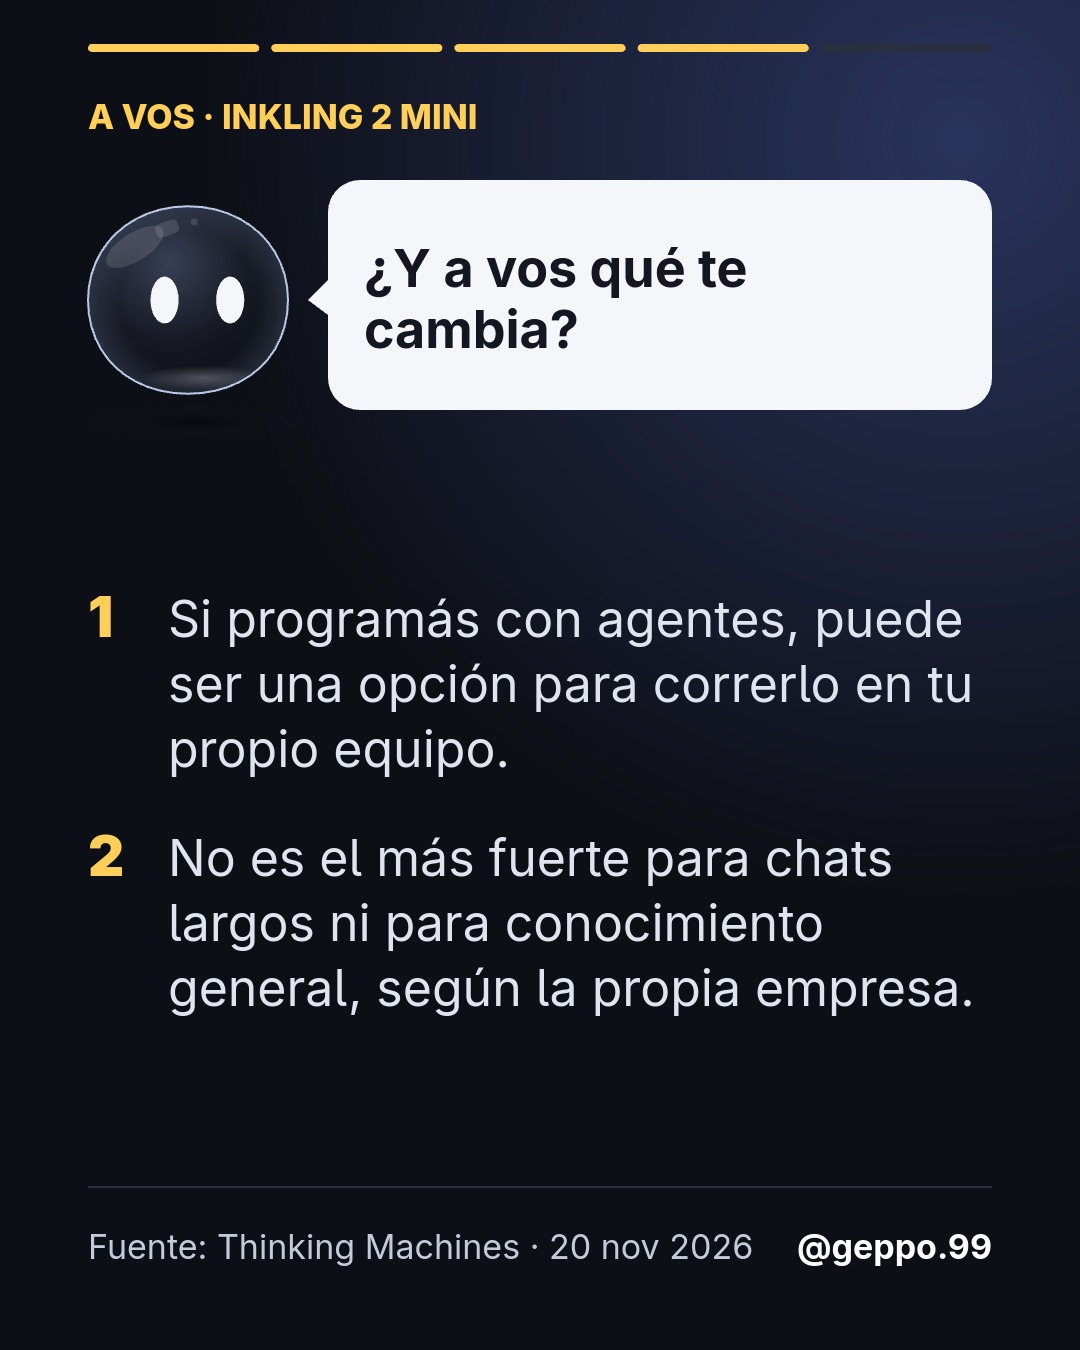 A VOS · INKLING 2 MINI
¿Y a vos qué te
cambia?
1 Si programás con agentes, puede
ser una opción para correrlo en tu
propio equipo.
2 No es el más fuerte para chats
largos ni para conocimiento
general, según la propia empresa.
Fuente: Thinking Machines · 20 nov 2026 @geppo.99